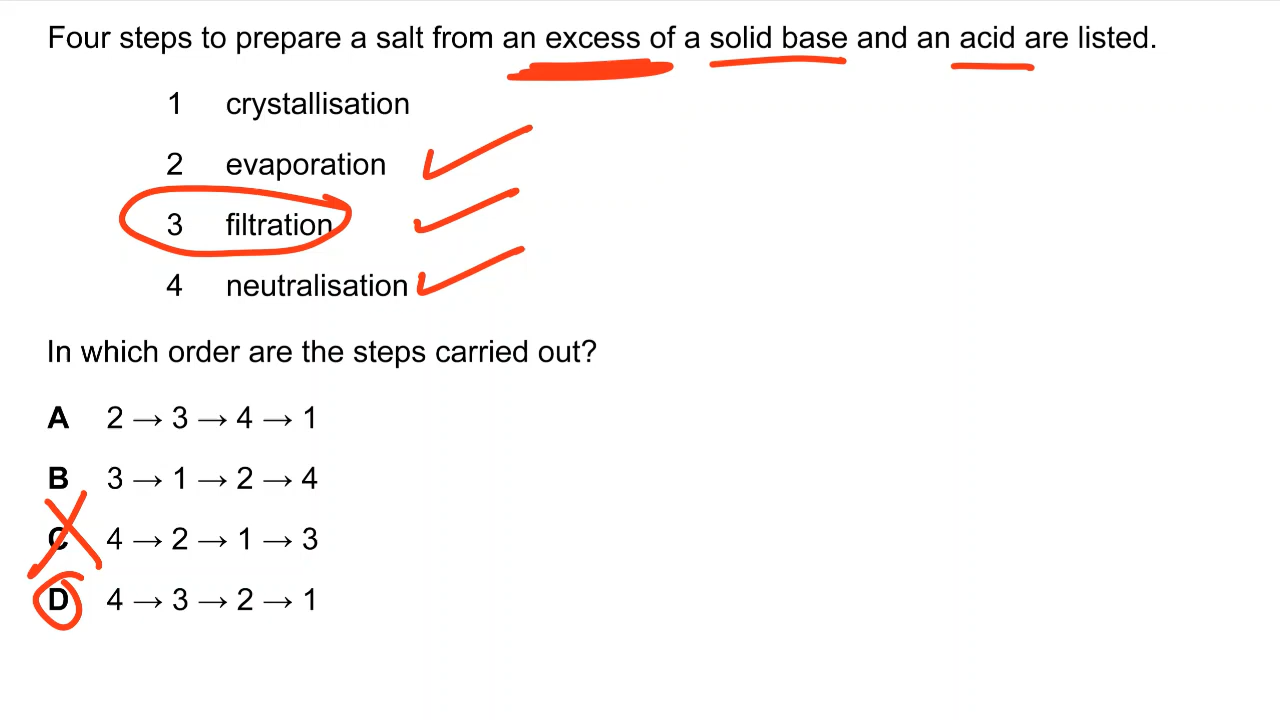 Four steps to prepare a salt from an excess of a solid base and an acid are listed.
1 crystallisation
2 evaporation
3 filtration
4 neutralisation
In which order are the steps carried out?
A 2 → 3 → 4 → 1
B 3 → 1 → 2 → 4
C 4 → 2 → 1 → 3
D 4 → 3 → 2 → 1